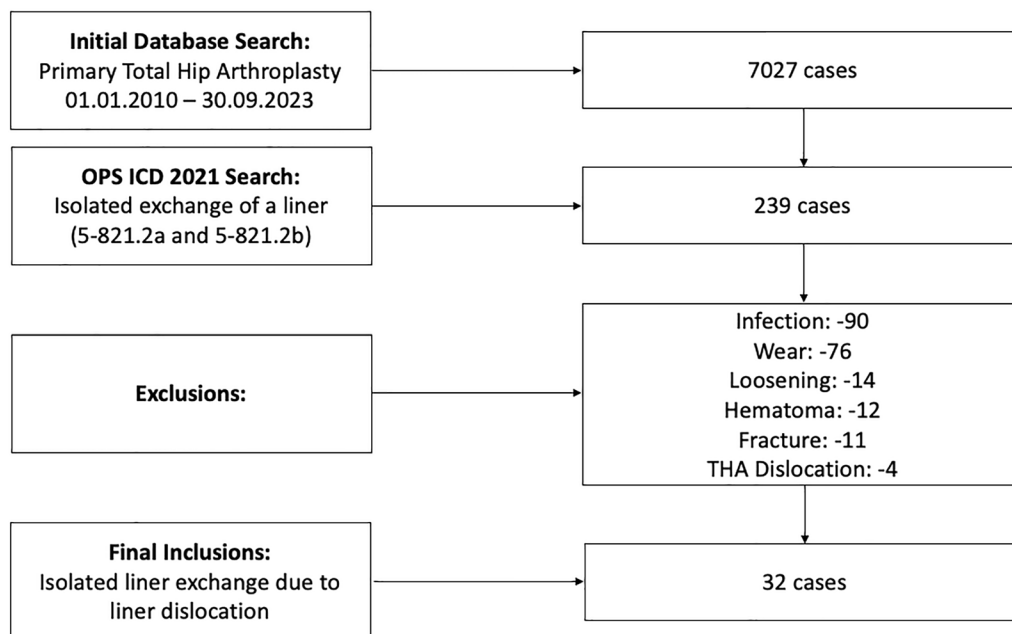 Initial Database Search:
Primary Total Hip Arthroplasty
01.01.2010 – 30.09.2023
7027 cases
OPS ICD 2021 Search:
Isolated exchange of a liner
(5-821.2a and 5-821.2b)
239 cases
Exclusions:
Infection: -90
Wear: -76
Loosening: -14
Hematoma: -12
Fracture: -11
THA Dislocation: -4
Final Inclusions:
Isolated liner exchange due to
liner dislocation
32 cases